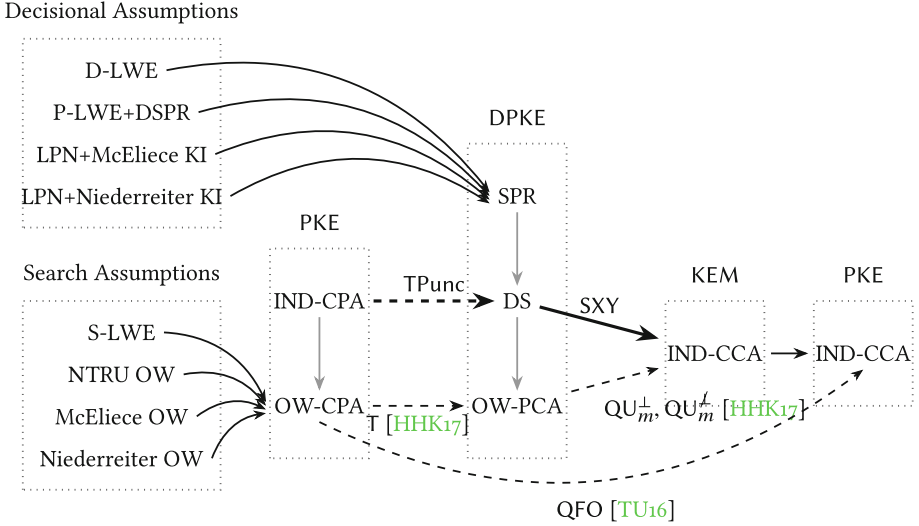 Decisional Assumptions
D-LWE
P-LWE+DSPR
LPN+McEliece KI
LPN+Niederreiter KI
DPKE
SPR
PKE
Search Assumptions
IND-CPA
TPunc
DS
SXY
KEM
PKE
S-LWE
NTRU OW
McEliece OW
Niederreiter OW
OW-CPA
T [HHK17]
OW-PCA
IND-CCA
IND-CCA
QU⊥m, QU⊥̸m [HHK17]
QFO [TU16]